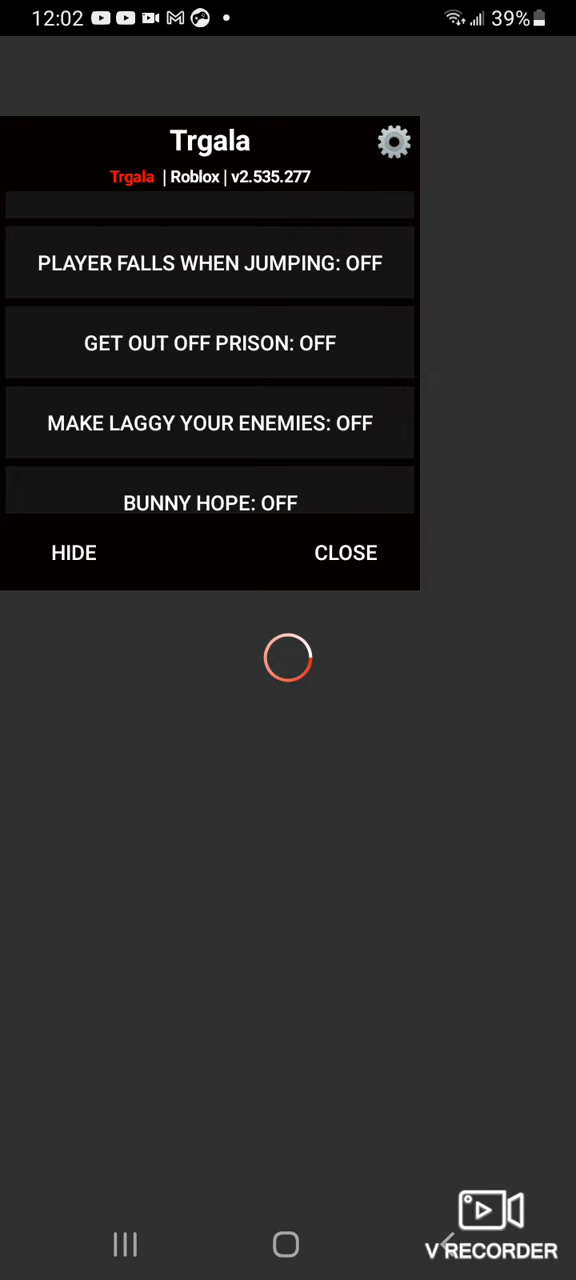 12:02
39%
Trgala
Trgala | Roblox | v2.535.277
PLAYER FALLS WHEN JUMPING: OFF
GET OUT OFF PRISON: OFF
MAKE LAGGY YOUR ENEMIES: OFF
BUNNY HOPE: OFF
HIDE
CLOSE
V RECORDER